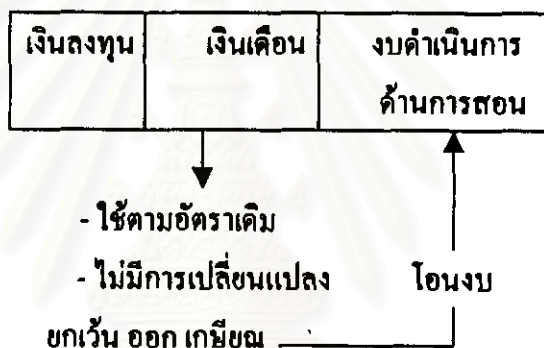 เงินลงทุน เงินเดือน งบดำเนินการ
ด้านการสอน
- ใช้ตามอัตราเดิม
- ไม่มีการเปลี่ยนแปลง โอนงบ
ยกเว้น ออก เกษียณ